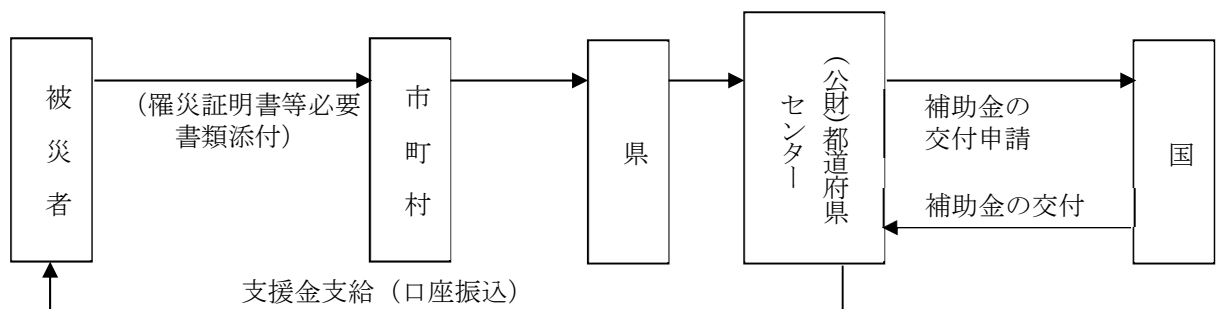 被災者
（罹災証明書等必要
書類添付）
市町村
県
(公財)都道府県
センター
補助金の
交付申請
補助金の交付
国
支援金支給（口座振込）